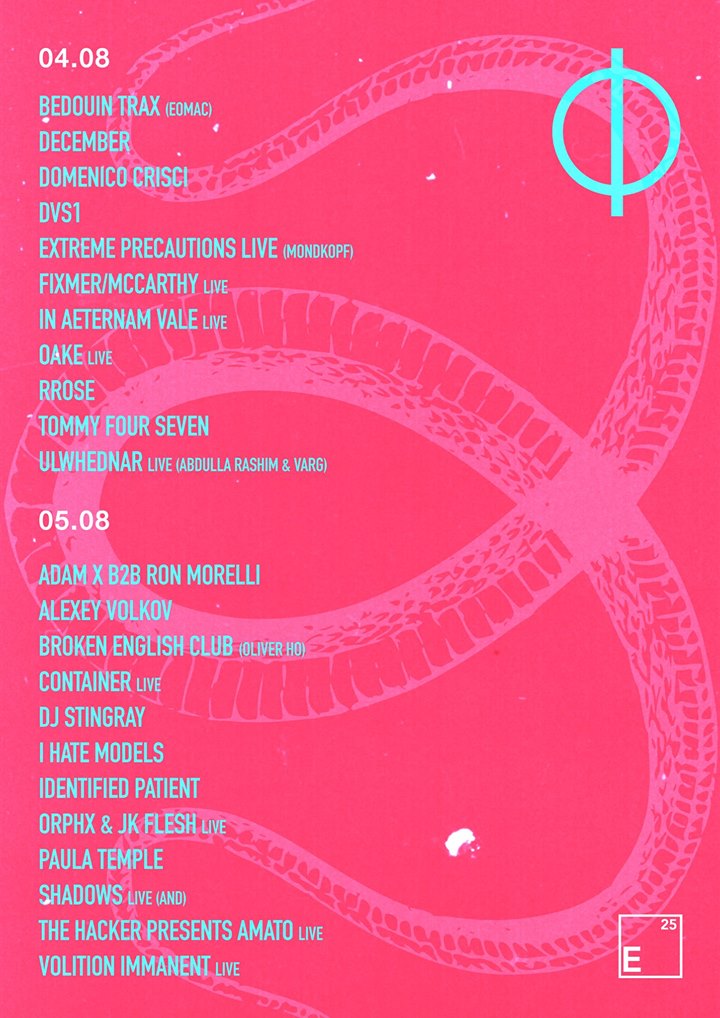 04.08
BEDOUIN TRAX (EOMAC)
DECEMBER
DOMENICO CRISCI
DVS1
EXTREME PRECAUTIONS LIVE (MONDKOPF)
FIXMER/MCCARTHY LIVE
IN AETERNAM VALE LIVE
OAKE LIVE
RROSE
TOMMY FOUR SEVEN
ULWHEDNAR LIVE (ABDULLA RASHIM & VARG)
05.08
ADAM X B2B RON MORELLI
ALEXEY VOLKOV
BROKEN ENGLISH CLUB (OLIVER HO)
CONTAINER LIVE
DJ STINGRAY
I HATE MODELS
IDENTIFIED PATIENT
ORPHX & JK FLESH LIVE
PAULA TEMPLE
SHADOWS LIVE (AND)
THE HACKER PRESENTS AMATO LIVE
VOLITION IMMANENT LIVE
25
E